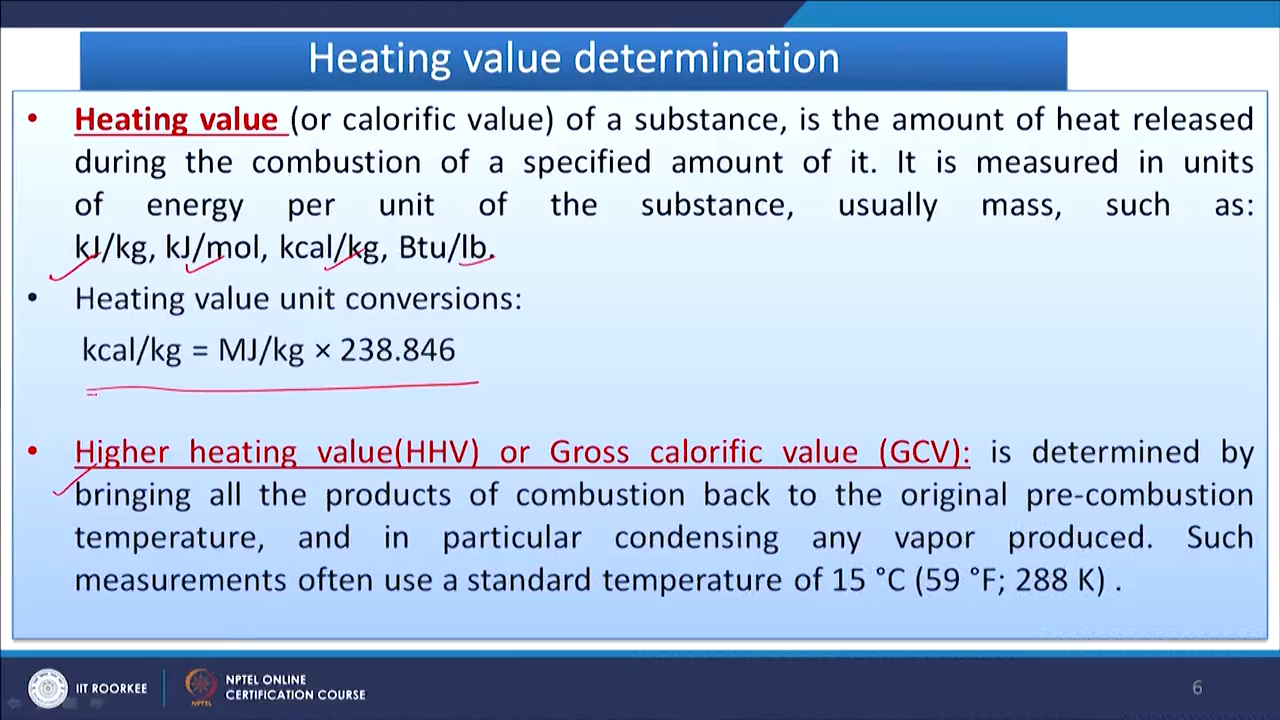 Heating value determination
• Heating value (or calorific value) of a substance, is the amount of heat released
during the combustion of a specified amount of it. It is measured in units
of energy per unit of the substance, usually mass, such as:
kJ/kg, kJ/mol, kcal/kg, Btu/lb.
• Heating value unit conversions:
kcal/kg = MJ/kg × 238.846
• Higher heating value(HHV) or Gross calorific value (GCV): is determined by
bringing all the products of combustion back to the original pre-combustion
temperature, and in particular condensing any vapor produced. Such
measurements often use a standard temperature of 15 °C (59 °F; 288 K) .
IIT ROORKEE
NPTEL
NPTEL ONLINE
CERTIFICATION COURSE
6